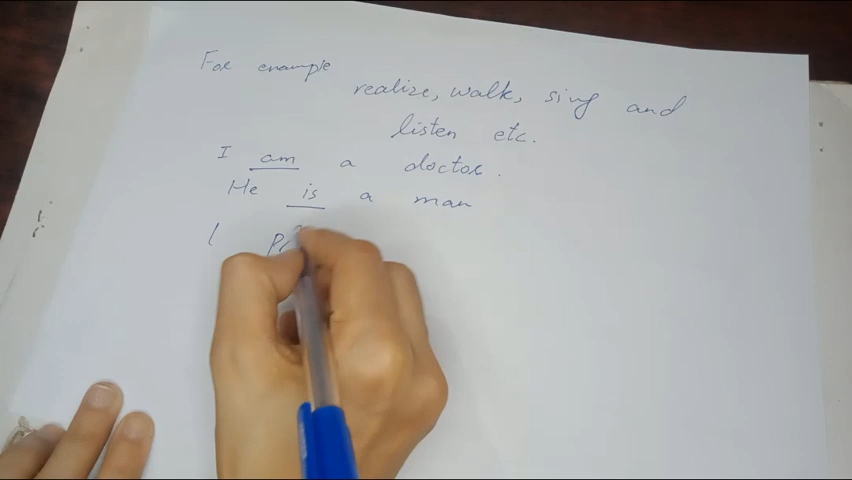 For example
realize, walk, sing and
listen etc.
I am a doctor.
He is a man
I